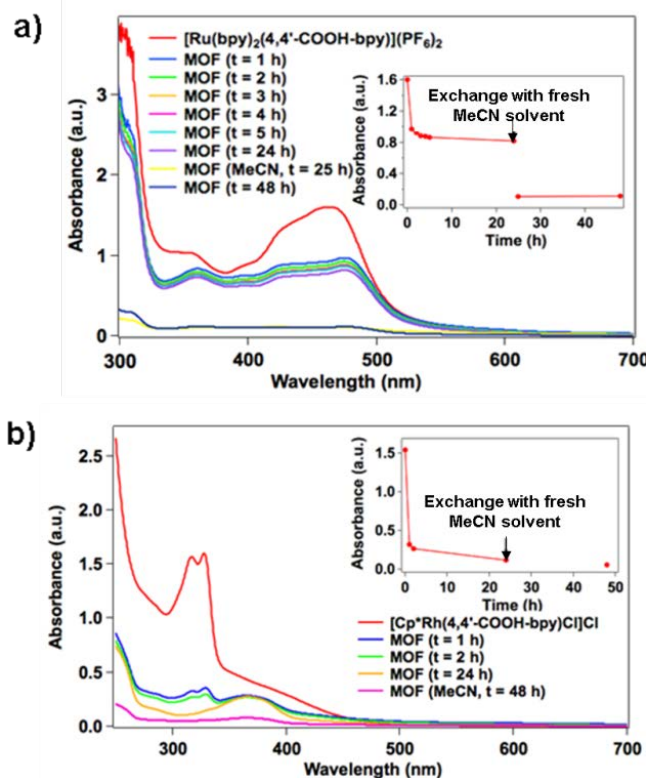 a)
[Ru(bpy)₂(4,4'-COOH-bpy)](PF₆)₂
MOF (t = 1 h)
MOF (t = 2 h)
MOF (t = 3 h)
MOF (t = 4 h)
MOF (t = 5 h)
MOF (t = 24 h)
MOF (MeCN, t = 25 h)
MOF (t = 48 h)
Absorbance (a.u.)
3
2
1
0
300
400
500
600
700
Wavelength (nm)
Absorbance (a.u.)
1.6
1.2
0.8
0.4
0.0
Exchange with fresh
MeCN solvent
0
10
20
30
40
Time (h)
b)
Absorbance (a.u.)
2.5
2.0
1.5
1.0
0.5
0.0
300
400
500
600
700
Wavelength (nm)
Absorbance (a.u.)
1.5
1.0
0.5
0.0
Exchange with fresh
MeCN solvent
0
10
20
30
40
50
Time (h)
[Cp*Rh(4,4'-COOH-bpy)Cl]Cl
MOF (t = 1 h)
MOF (t = 2 h)
MOF (t = 24 h)
MOF (MeCN, t = 48 h)